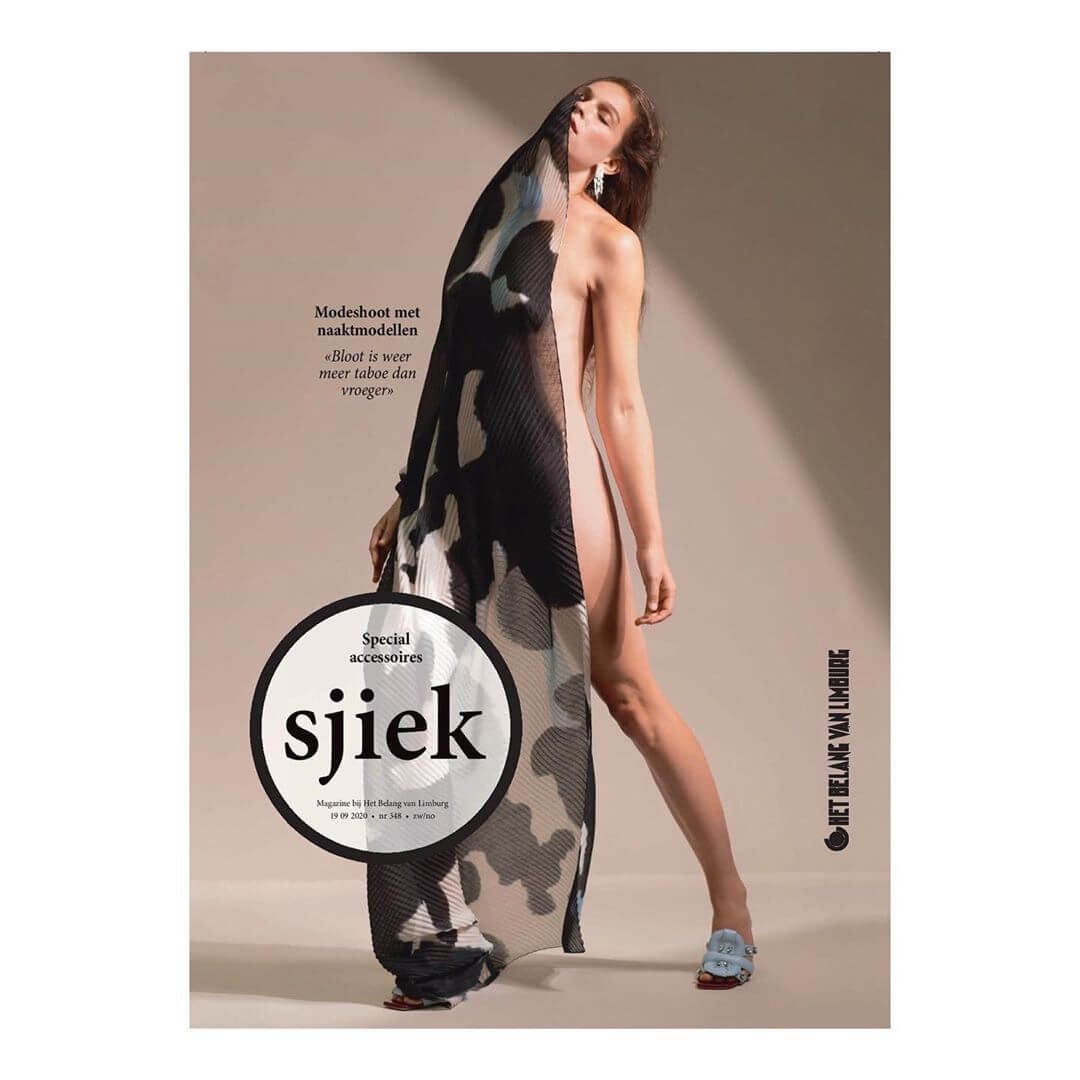 Modeshoot met
naaktmodellen
«Bloot is weer
meer taboe dan
vroeger»
Special
accessoires
sjiek
Magazine bij Het Belang van Limburg
19 09 2020 • nr 348 • zw/no
HET BELANG VAN LIMBURG